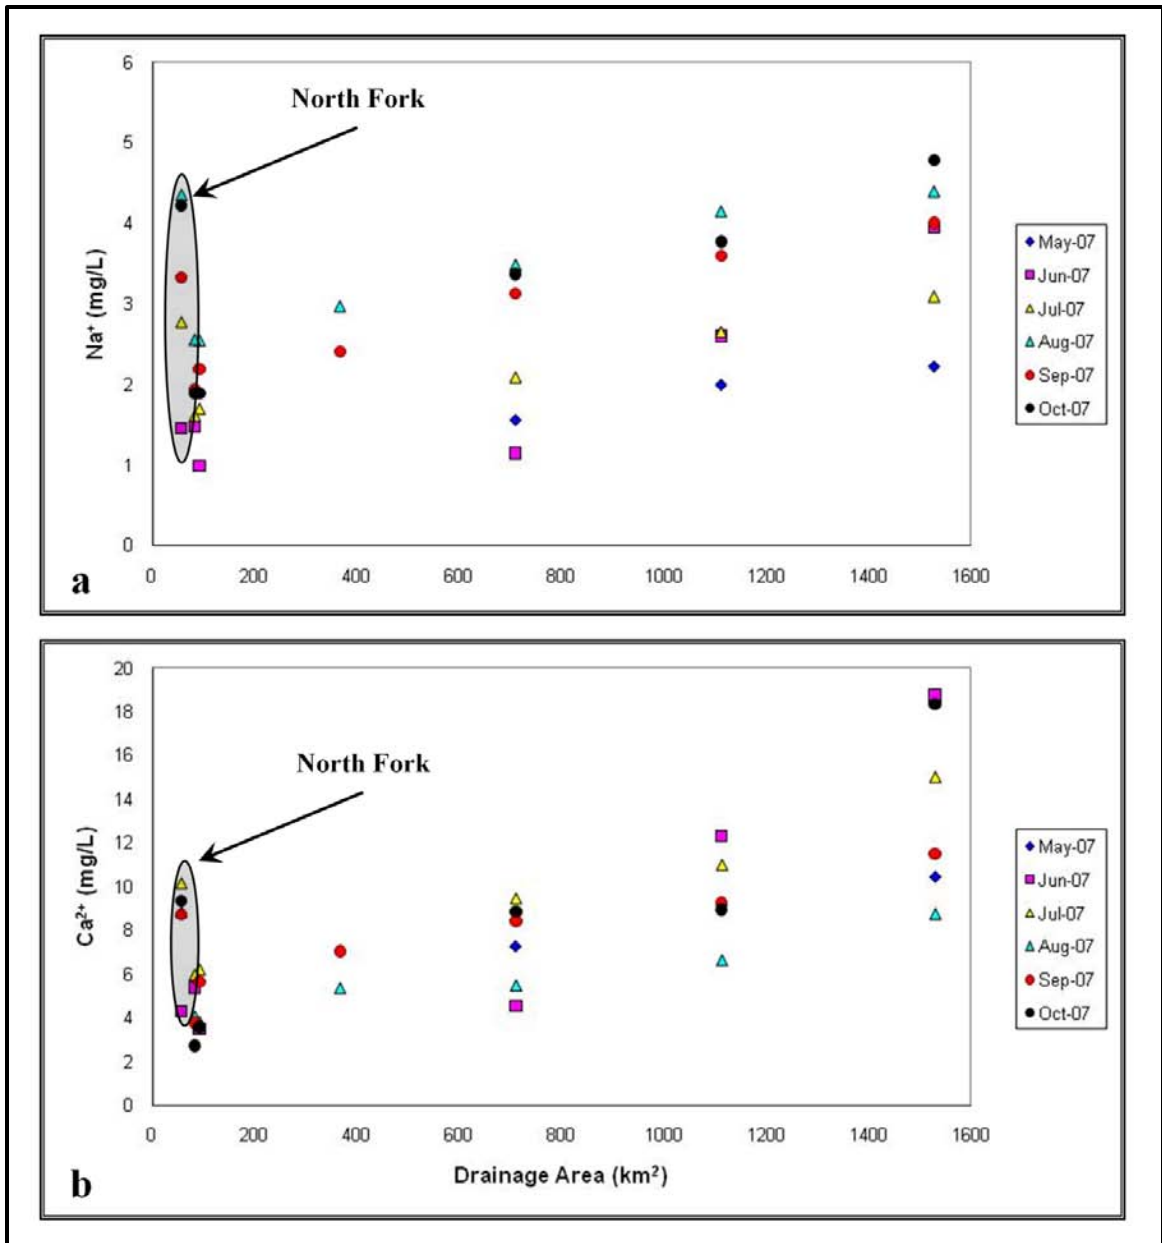 6
North Fork
5
4
3
2
1
0
Na⁺ (mg/L)
May-07
Jun-07
Jul-07
Aug-07
Sep-07
Oct-07
0 200 400 600 800 1000 1200 1400 1600
a
20
18
16
North Fork
14
12
10
8
6
4
2
0
Ca²⁺ (mg/L)
May-07
Jun-07
Jul-07
Aug-07
Sep-07
Oct-07
0 200 400 600 800 1000 1200 1400 1600
Drainage Area (km²)
b